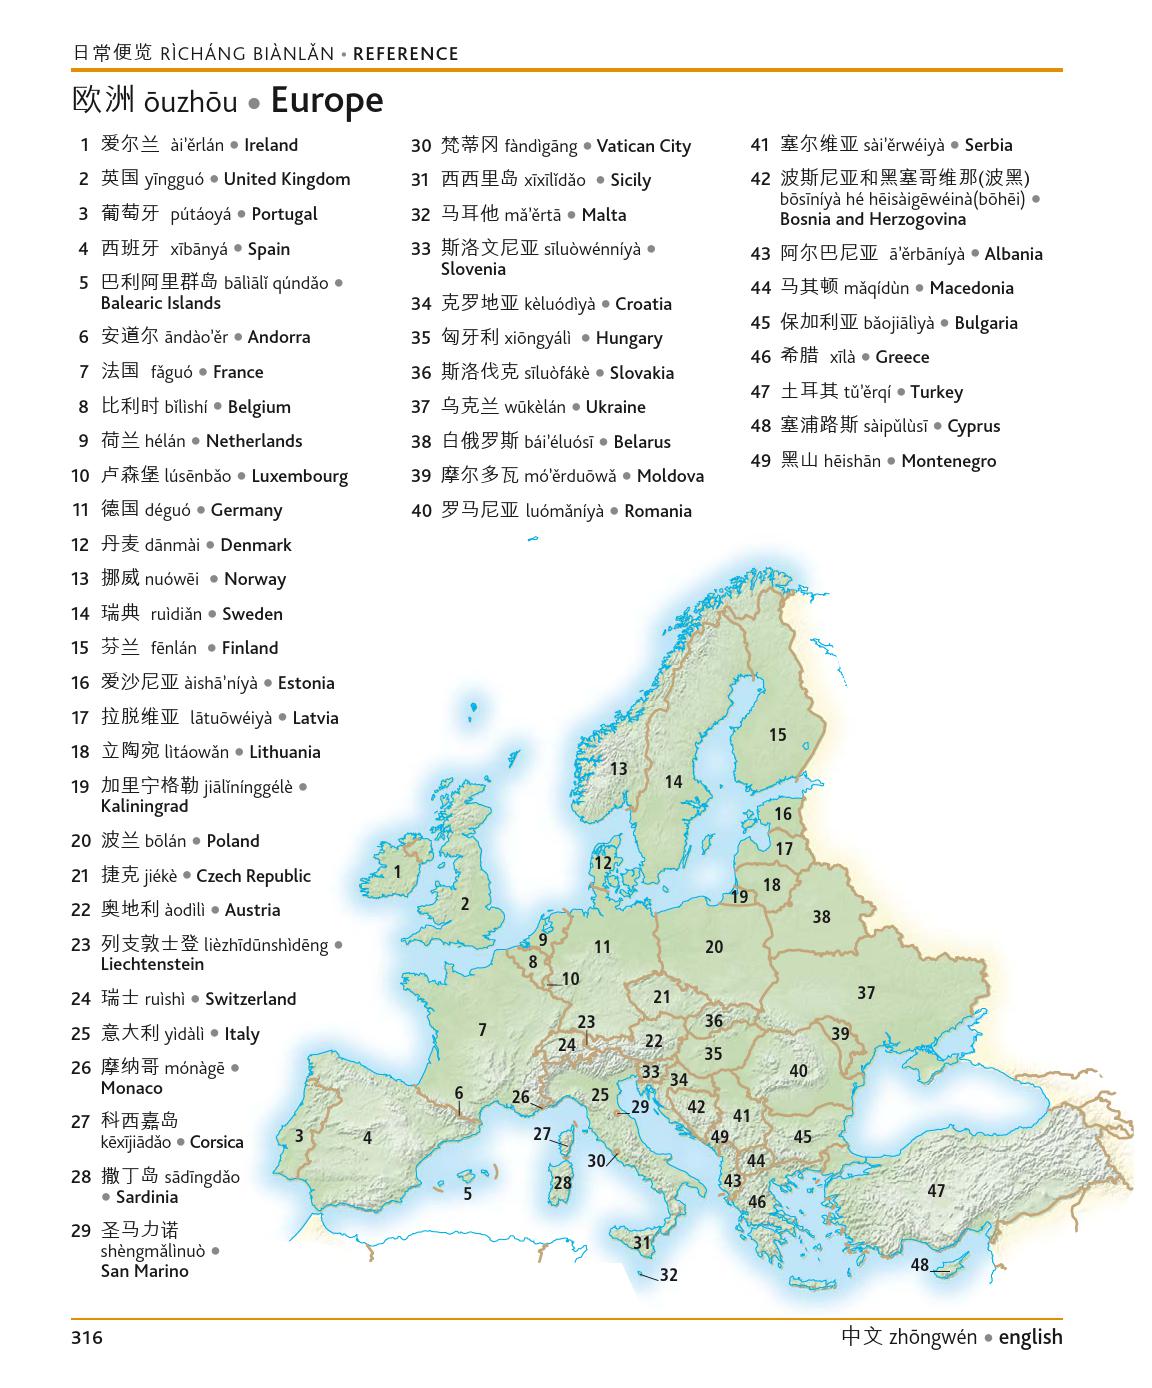 日常便览 RÌCHÁNG BIÀNLǍN • REFERENCE
欧洲 ōuzhōu • Europe
1 爱尔兰 ài'ěrlán • Ireland
2 英国 yīngguó • United Kingdom
3 葡萄牙 pútáoyá • Portugal
4 西班牙 xībānyá • Spain
5 巴利阿里群岛 bālìālǐ qúndǎo •
Balearic Islands
6 安道尔 āndào'ěr • Andorra
7 法国 fǎguó • France
8 比利时 bǐlìshí • Belgium
9 荷兰 hélán • Netherlands
10 卢森堡 lúsēnbǎo • Luxembourg
11 德国 déguó • Germany
12 丹麦 dānmài • Denmark
13 挪威 nuówēi • Norway
14 瑞典 ruìdiǎn • Sweden
15 芬兰 fēnlán • Finland
16 爱沙尼亚 àishā'níyà • Estonia
17 拉脱维亚 lātuōwéiyà • Latvia
18 立陶宛 lìtáowǎn • Lithuania
19 加里宁格勒 jiālǐnínggélè •
Kaliningrad
20 波兰 bōlán • Poland
21 捷克 jiékè • Czech Republic
22 奥地利 àodìlì • Austria
23 列支敦士登 lièzhīdūnshìdēng •
Liechtenstein
24 瑞士 ruìshì • Switzerland
25 意大利 yìdàlì • Italy
26 摩纳哥 mónàgē •
Monaco
27 科西嘉岛
kēxījiādǎo • Corsica
28 撒丁岛 sādīngdǎo
• Sardinia
29 圣马力诺
shèngmǎlìnuò •
San Marino
30 梵蒂冈 fàndìgāng • Vatican City
31 西西里岛 xīxīlǐdǎo • Sicily
32 马耳他 mǎ'ěrtā • Malta
33 斯洛文尼亚 sīluòwénníyà •
Slovenia
34 克罗地亚 kèluódìyà • Croatia
35 匈牙利 xiōngyálì • Hungary
36 斯洛伐克 sīluòfákè • Slovakia
37 乌克兰 wūkèlán • Ukraine
38 白俄罗斯 bái'éluósī • Belarus
39 摩尔多瓦 mó'ěrduōwǎ • Moldova
40 罗马尼亚 luómǎníyà • Romania
41 塞尔维亚 sài'ěrwéiyà • Serbia
42 波斯尼亚和黑塞哥维那(波黑)
bōsīníyà hé hēisàigēwéinà(bōhēi) •
Bosnia and Herzogovina
43 阿尔巴尼亚 ā'ěrbāníyà • Albania
44 马其顿 mǎqídùn • Macedonia
45 保加利亚 bǎojiālìyà • Bulgaria
46 希腊 xīlà • Greece
47 土耳其 tǔ'ěrqí • Turkey
48 塞浦路斯 sàipǔlùsī • Cyprus
49 黑山 hēishān • Montenegro
15
13
14
16
17
12
1
18
19
2
38
9
11
20
8
10
21
37
23
36
7
39
24
22
35
33
34
40
6
26
25
29
42
41
3
4
27
49
45
30
44
5
28
43
46
47
31
48
32
316
中文 zhōngwén • english